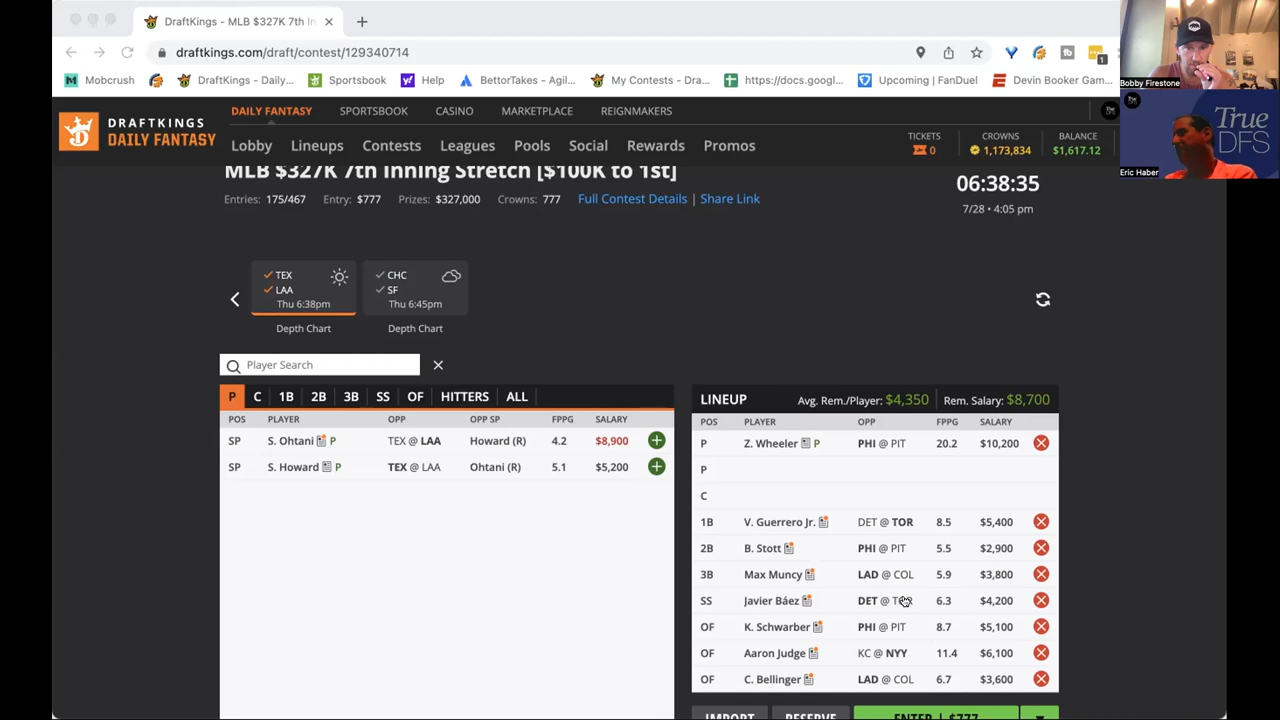 DraftKings - MLB $327K 7th In
draftkings.com/draft/contest/129340714
Mobcrush DraftKings - Daily... Sportsbook Help BettorTakes - Agil... My Contests - Dra... https://docs.googl... Upcoming | FanDuel Devin Booker Gam...
1
Bobby Firestone
True
DFS
Eric Haber
DRAFTKINGS
DAILY FANTASY
DAILY FANTASY SPORTSBOOK CASINO MARKETPLACE REIGNMAKERS
Lobby Lineups Contests Leagues Pools Social Rewards Promos
TICKETS CROWNS BALANCE
0 1,173,834 $1,617.12
MLB $327K 7th Inning Stretch [$100K to 1st]
Entries: 175/467 Entry: $777 Prizes: $327,000 Crowns: 777 Full Contest Details | Share Link
06:38:35
7/28 • 4:05 pm
TEX
LAA
Thu 6:38pm
Depth Chart
CHC
SF
Thu 6:45pm
Depth Chart
Player Search
P C 1B 2B 3B SS OF HITTERS ALL
POS PLAYER OPP OPP SP FPPG SALARY
SP S. Ohtani P TEX @ LAA Howard (R) 4.2 $8,900
SP S. Howard P TEX @ LAA Ohtani (R) 5.1 $5,200
LINEUP Avg. Rem./Player: $4,350 Rem. Salary: $8,700
POS PLAYER OPP FPPG SALARY
P Z. Wheeler P PHI @ PIT 20.2 $10,200
P
C
1B V. Guerrero Jr. DET @ TOR 8.5 $5,400
2B B. Stott PHI @ PIT 5.5 $2,900
3B Max Muncy LAD @ COL 5.9 $3,800
SS Javier Báez DET @ 6.3 $4,200
OF K. Schwarber PHI @ PIT 8.7 $5,100
OF Aaron Judge KC @ NYY 11.4 $6,100
OF C. Bellinger LAD @ COL 6.7 $3,600
IMPORT RESERVE ENTER | $777